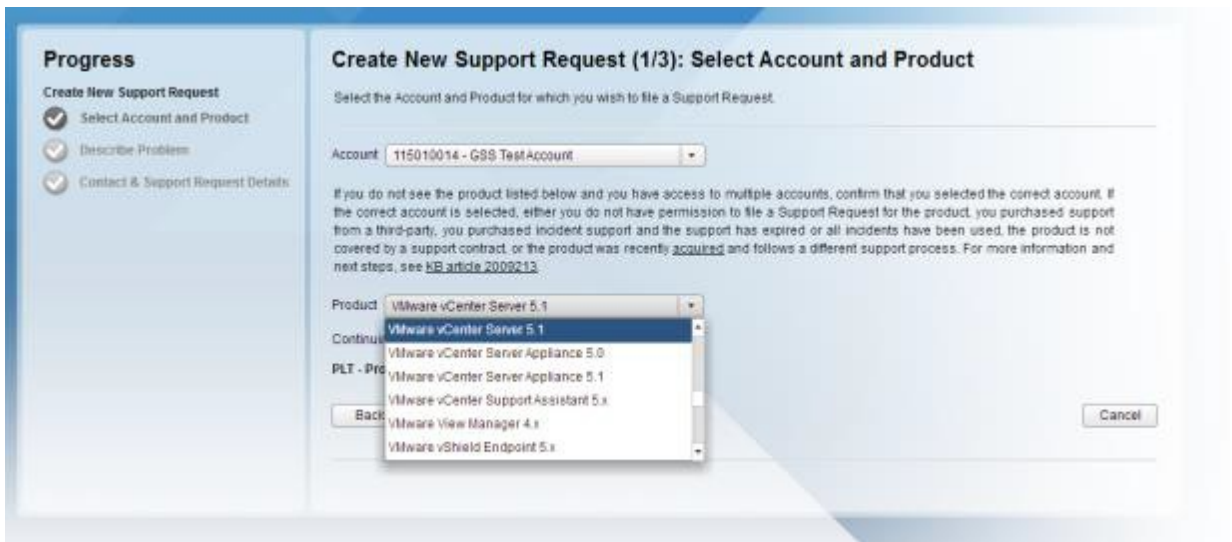 Progress
Create New Support Request
Select Account and Product
Describe Problem
Contact & Support Request Details
Create New Support Request (1/3): Select Account and Product
Select the Account and Product for which you wish to file a Support Request.
Account 115010014 - GSS Test Account
If you do not see the product listed below and you have access to multiple accounts, confirm that you selected the correct account. If
the correct account is selected, either you do not have permission to file a Support Request for the product, you purchased support
from a third-party, you purchased incident support and the support has expired or all incidents have been used, the product is not
covered by a support contract, or the product was recently acquired and follows a different support process. For more information and
next steps, see KB article 2009213.
Product VMware vCenter Server 5.1
VMware vCenter Server 5.1
Continu
VMware vCenter Server Appliance 5.0
PLT - Pro
VMware vCenter Server Appliance 5.1
VMware vCenter Support Assistant 5.x
Back
VMware View Manager 4.x
Cancel
VMware vShield Endpoint 5.x